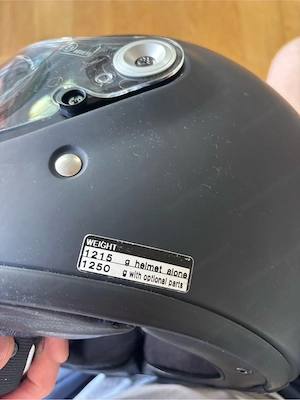 WEIGHT
1215 g helmet alone
1250 g with optional parts